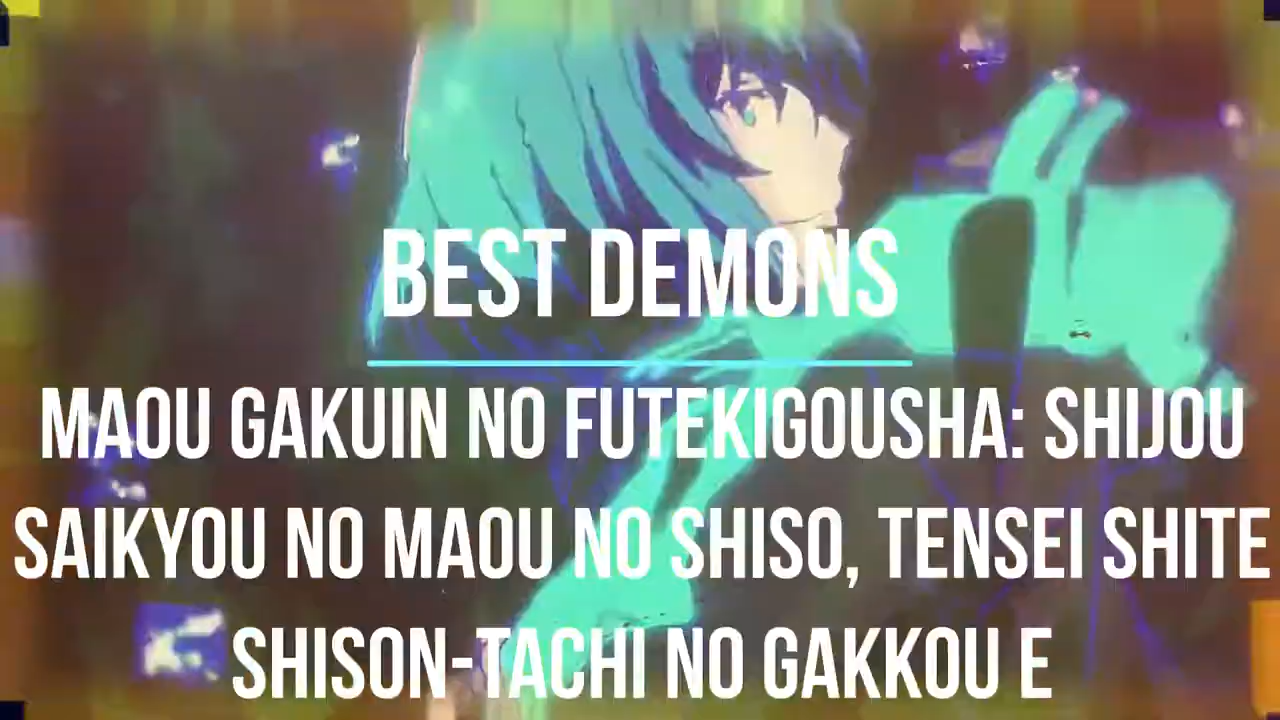 BEST DEMONS
MAOU GAKUIN NO FUTEKIGOUSHA: SHIJOU
SAIKYOU NO MAOU NO SHISO, TENSEI SHITE
SHISON-TACHI NO GAKKOU E